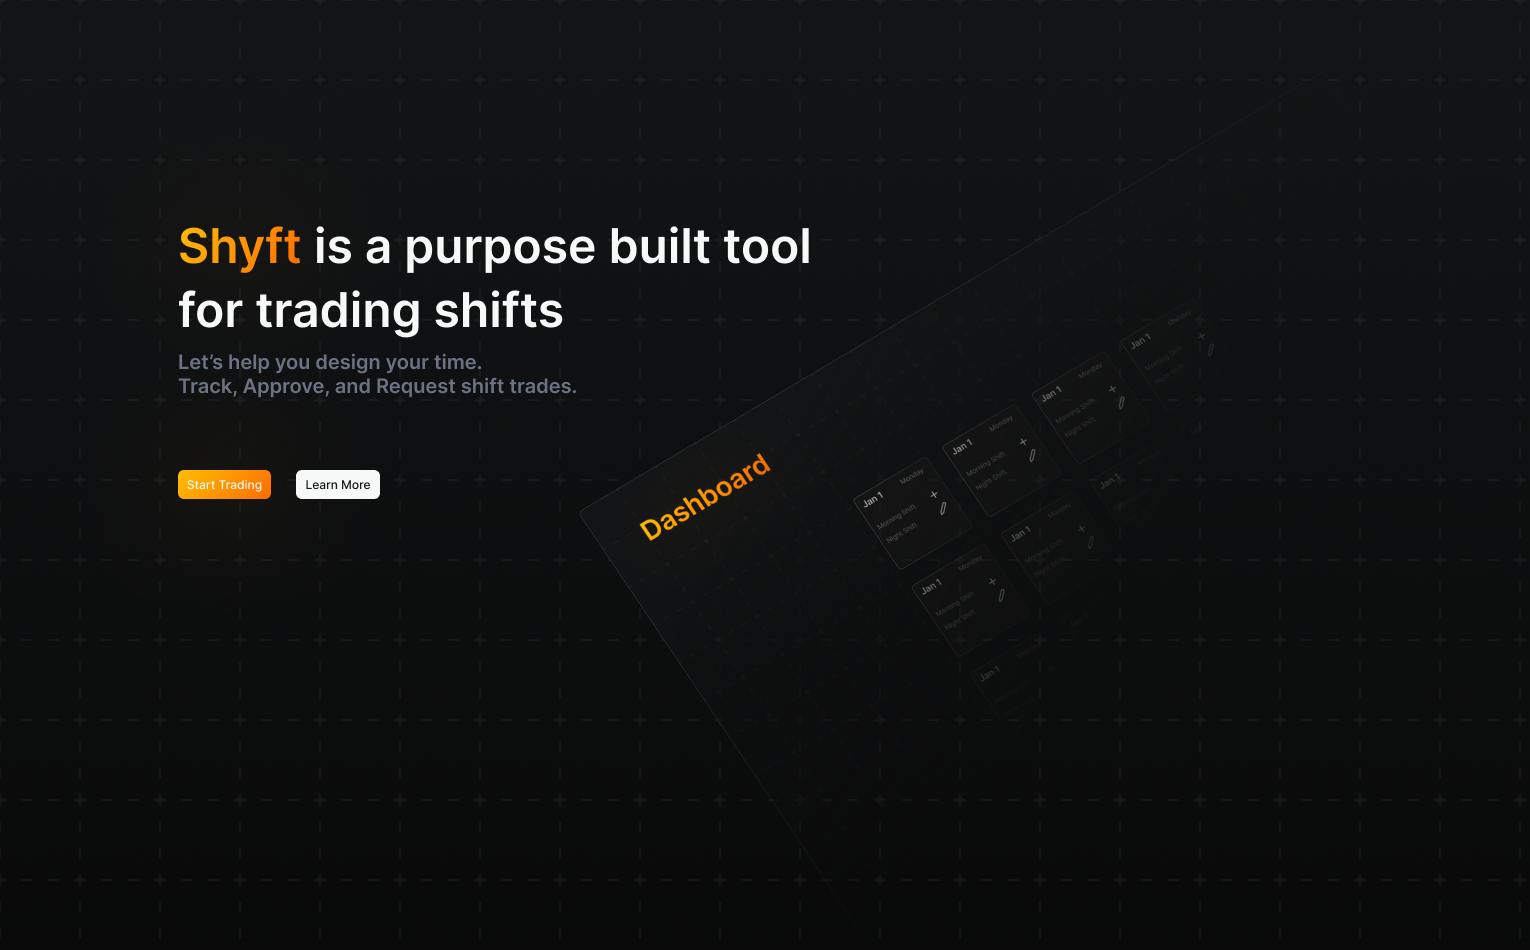 Shyft is a purpose built tool
for trading shifts
Let’s help you design your time.
Track, Approve, and Request shift trades.
Start Trading
Learn More
Dashboard
Jan 1
Monday
Morning Shift
Night Shift
Jan 1
Monday
Morning Shift
Night Shift
Jan 1
Monday
Morning Shift
Night Shift
Jan 1
Monday
Morning Shift
Night Shift
Jan 1
Monday
Morning Shift
Night Shift
Jan 1
Monday
Morning Shift
Night Shift
Jan 1
Jan 1